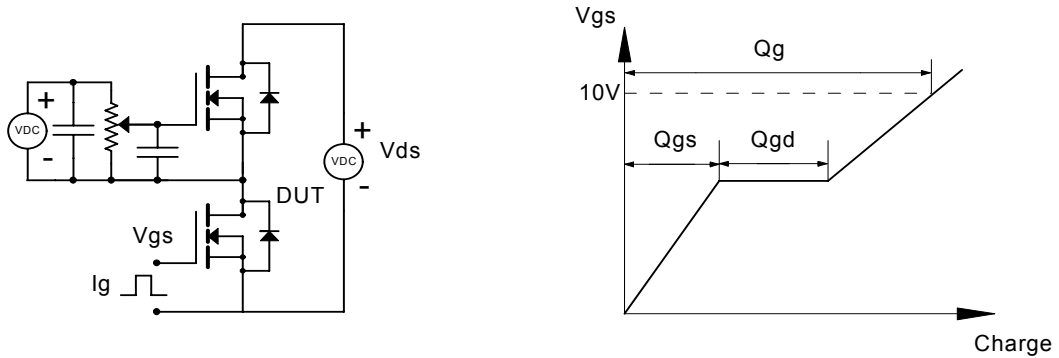 +
VDC
-
+
VDC
-
Vds
DUT
Vgs
Ig
Vgs
Qg
10V
Qgs
Qgd
Charge